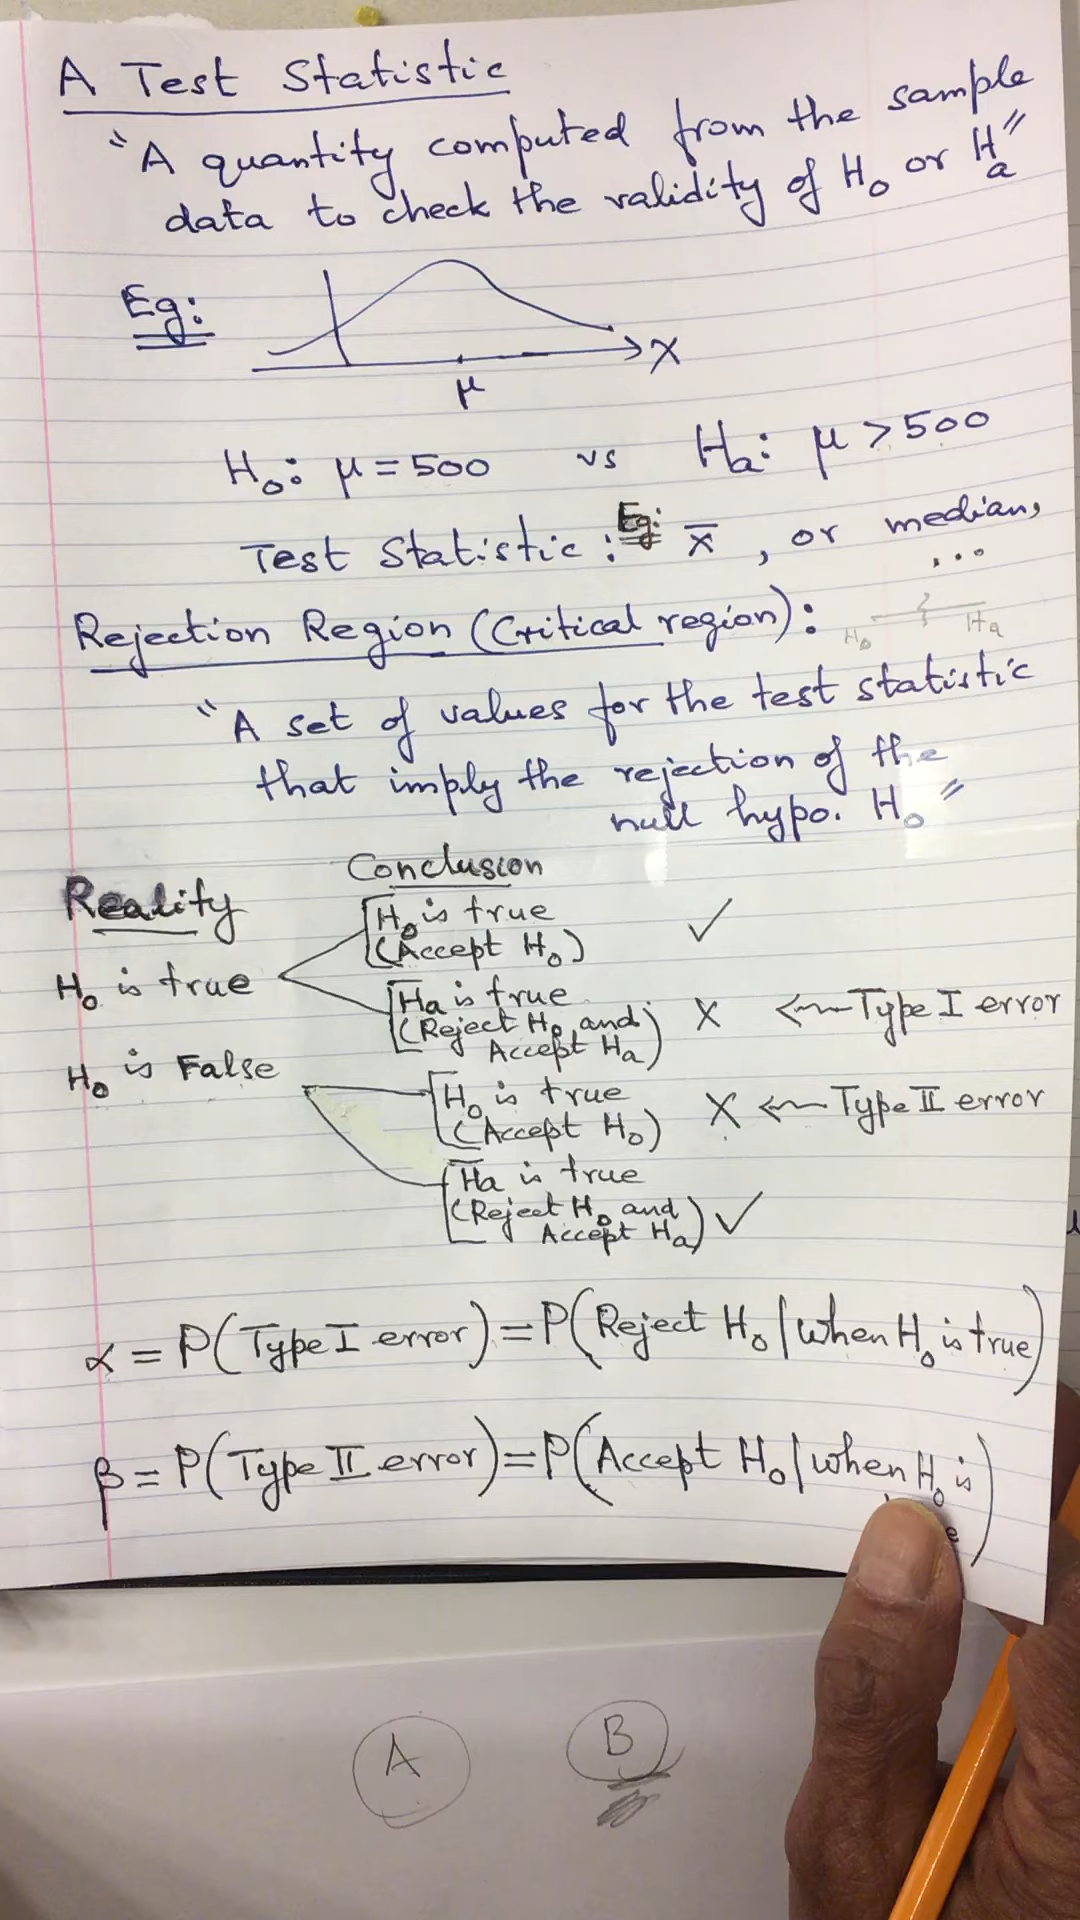 A Test Statistic
"A quantity computed from the sample
data to check the validity of H₀ or Hₐ"
Eg:
X
μ
H₀: μ = 500 vs Hₐ: μ > 500
Test Statistic: Eg: x̄, or median, ...
Rejection Region (Critical region):
H₀ Hₐ
"A set of values for the test statistic
that imply the rejection of the
null hypo. H₀"
Conclusion
Reality
H₀ is true
(Accept H₀) ✓
H₀ is true
Ha is true
(Reject H₀ and
Accept Ha) X ← Type I error
H₀ is False
H₀ is true
(Accept H₀) X ← Type II error
Ha is true
(Reject H₀ and
Accept Ha) ✓
α = P(Type I error) = P(Reject H₀ | when H₀ is true)
β = P(Type II error) = P(Accept H₀ | when H₀ is
A B